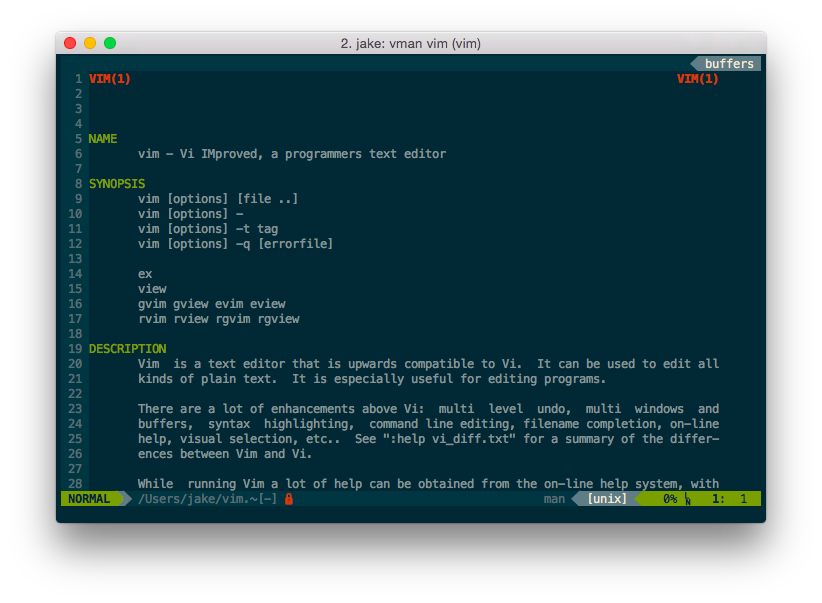 2. jake: vman vim (vim)
buffers
1 VIM(1) VIM(1)
2
3
4
5 NAME
6 vim - Vi IMproved, a programmers text editor
7
8 SYNOPSIS
9 vim [options] [file ..]
10 vim [options] -
11 vim [options] -t tag
12 vim [options] -q [errorfile]
13
14 ex
15 view
16 gvim gview evim eview
17 rvim rview rgvim rgview
18
19 DESCRIPTION
20 Vim  is a text editor that is upwards compatible to Vi.  It can be used to edit all
21 kinds of plain text.  It is especially useful for editing programs.
22
23 There are a lot of enhancements above Vi:  multi  level  undo,  multi  windows  and
24 buffers,  syntax  highlighting,  command line editing, filename completion, on-line
25 help, visual selection, etc..  See ":help vi_diff.txt" for a summary of the differ-
26 ences between Vim and Vi.
27
28 While  running Vim a lot of help can be obtained from the on-line help system, with
NORMAL /Users/jake/vim.~[-] man [unix] 0% LN 1: 1